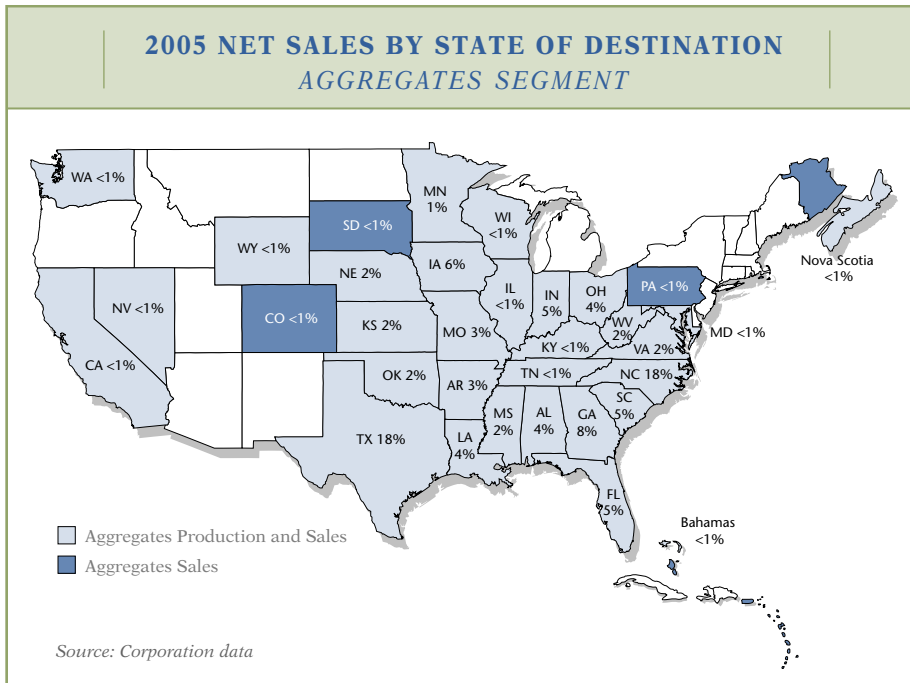 2005 NET SALES BY STATE OF DESTINATION
AGGREGATES SEGMENT
WA <1%
MN
1%
WI
<1%
SD <1%
WY <1%
Nova Scotia
<1%
IA 6%
NE 2%
PA <1%
IL
<1%
IN
5%
OH
4%
NV <1%
CO <1%
WV
2%
MD <1%
KS 2%
MO 3%
KY <1%
VA 2%
CA <1%
TN <1%
NC 18%
OK 2%
AR 3%
SC
5%
MS
2%
AL
4%
GA
8%
TX 18%
LA
4%
FL
5%
Bahamas
<1%
Aggregates Production and Sales
Aggregates Sales
Source: Corporation data